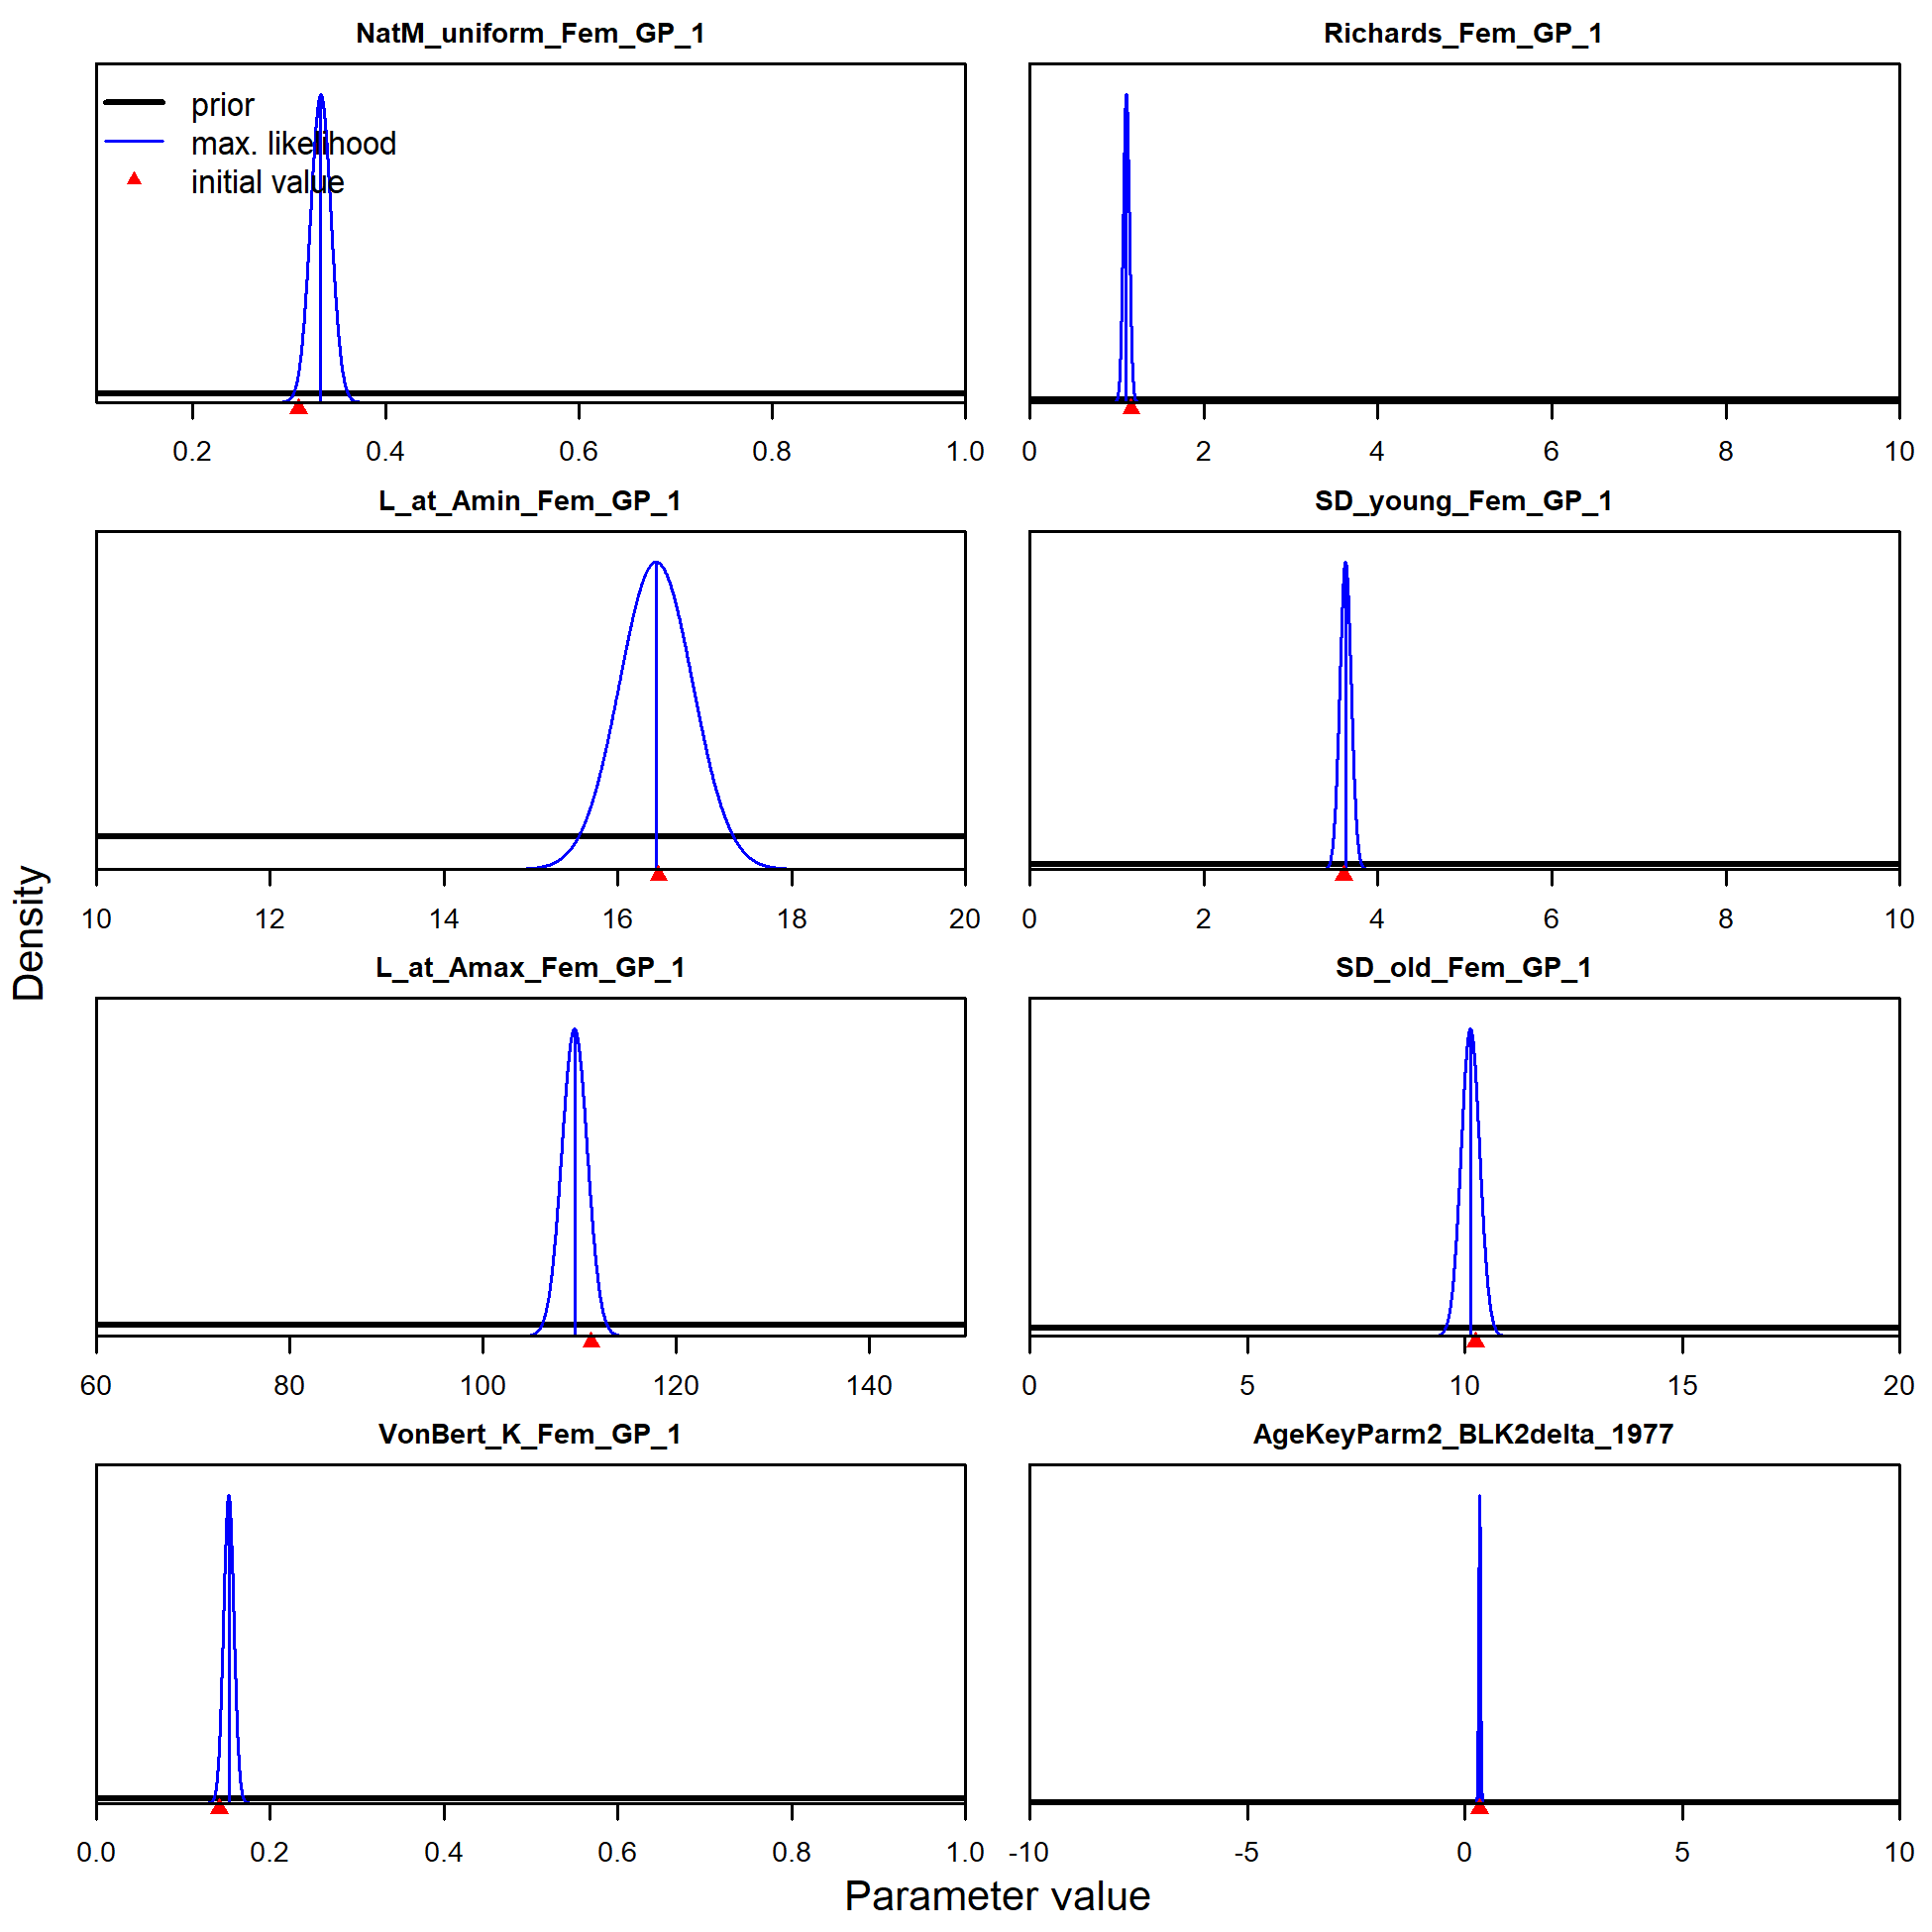 NatM_uniform_Fem_GP_1
prior
max. likelihood
initial value
0.2 0.4 0.6 0.8 1.0
Richards_Fem_GP_1
0 2 4 6 8 10
L_at_Amin_Fem_GP_1
10 12 14 16 18 20
SD_young_Fem_GP_1
0 2 4 6 8 10
L_at_Amax_Fem_GP_1
60 80 100 120 140
SD_old_Fem_GP_1
0 5 10 15 20
VonBert_K_Fem_GP_1
0.0 0.2 0.4 0.6 0.8 1.0
AgeKeyParm2_BLK2delta_1977
-10 -5 0 5 10
Density
Parameter value